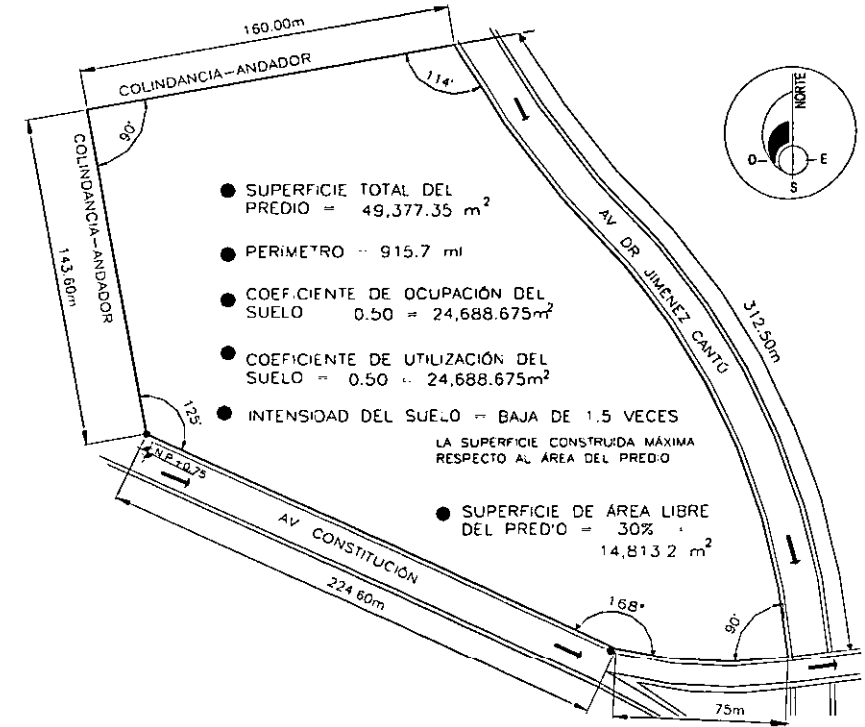 160.00m
COLINDANCIA-ANDADOR
114°
90°
COLINDANCIA-ANDADOR
143.60m
NORTE
O
E
S
● SUPERFICIE TOTAL DEL
PREDIO = 49,377.35 m²
● PERÍMETRO - 915.7 ml
● COEFICIENTE DE OCUPACIÓN DEL
SUELO 0.50 = 24,688.675m²
● COEFICIENTE DE UTILIZACIÓN DEL
SUELO = 0.50 = 24,688.675m²
● INTENSIDAD DEL SUELO = BAJA DE 1.5 VECES
LA SUPERFICIE CONSTRUIDA MÁXIMA
RESPECTO AL ÁREA DEL PREDIO
● SUPERFICIE DE ÁREA LIBRE
DEL PREDIO = 30% =
14,813.2 m²
AV DR JIMÉNEZ CANTÚ
312.50m
125°
N.P.+0.75
AV CONSTITUCIÓN
224.60m
168°
90°
75m